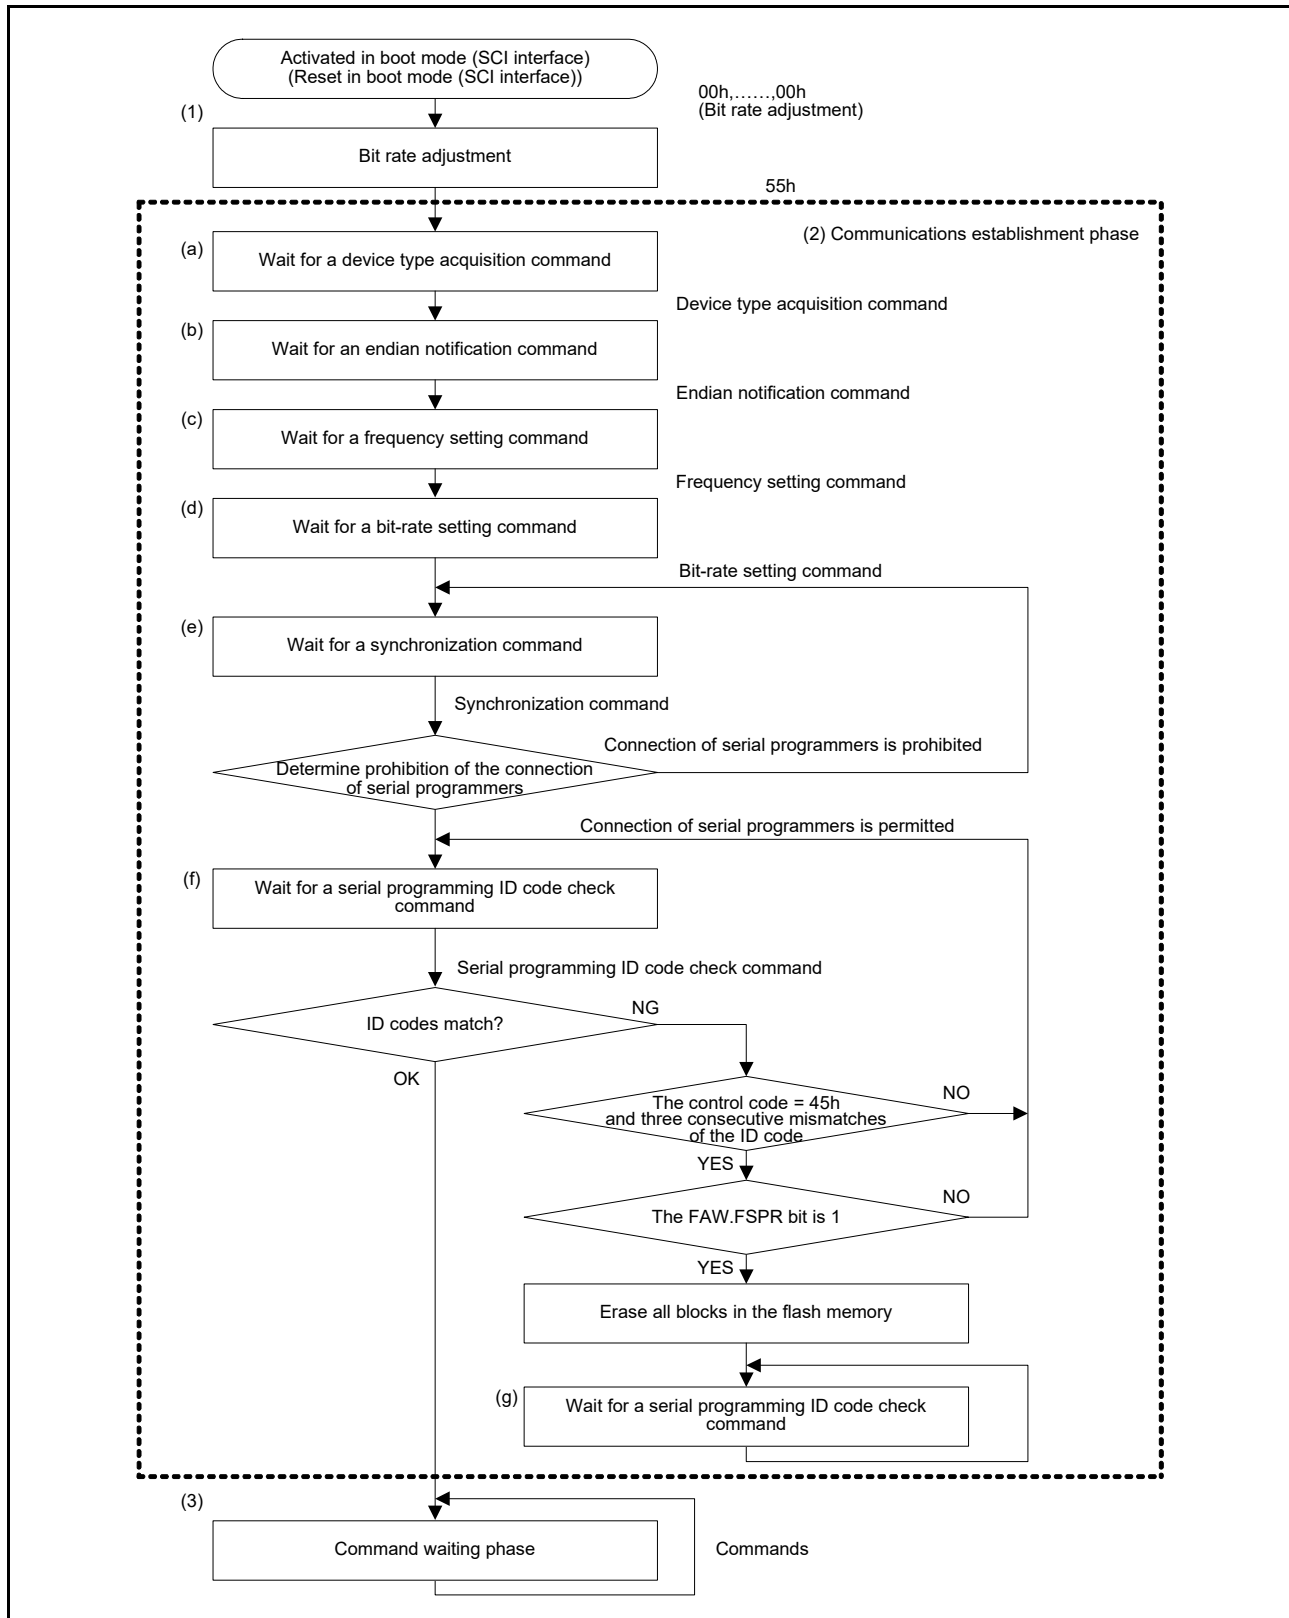 Activated in boot mode (SCI interface)
(Reset in boot mode (SCI interface))
00h,......,00h
(Bit rate adjustment)
(1)
Bit rate adjustment
55h
(2) Communications establishment phase
(a)
Wait for a device type acquisition command
Device type acquisition command
(b)
Wait for an endian notification command
Endian notification command
(c)
Wait for a frequency setting command
Frequency setting command
(d)
Wait for a bit-rate setting command
Bit-rate setting command
(e)
Wait for a synchronization command
Synchronization command
Connection of serial programmers is prohibited
Determine prohibition of the connection
of serial programmers
Connection of serial programmers is permitted
(f)
Wait for a serial programming ID code check
command
Serial programming ID code check command
NG
ID codes match?
OK
The control code = 45h
and three consecutive mismatches
of the ID code
NO
YES
NO
The FAW.FSPR bit is 1
YES
Erase all blocks in the flash memory
(g)
Wait for a serial programming ID code check
command
(3)
Command waiting phase
Commands